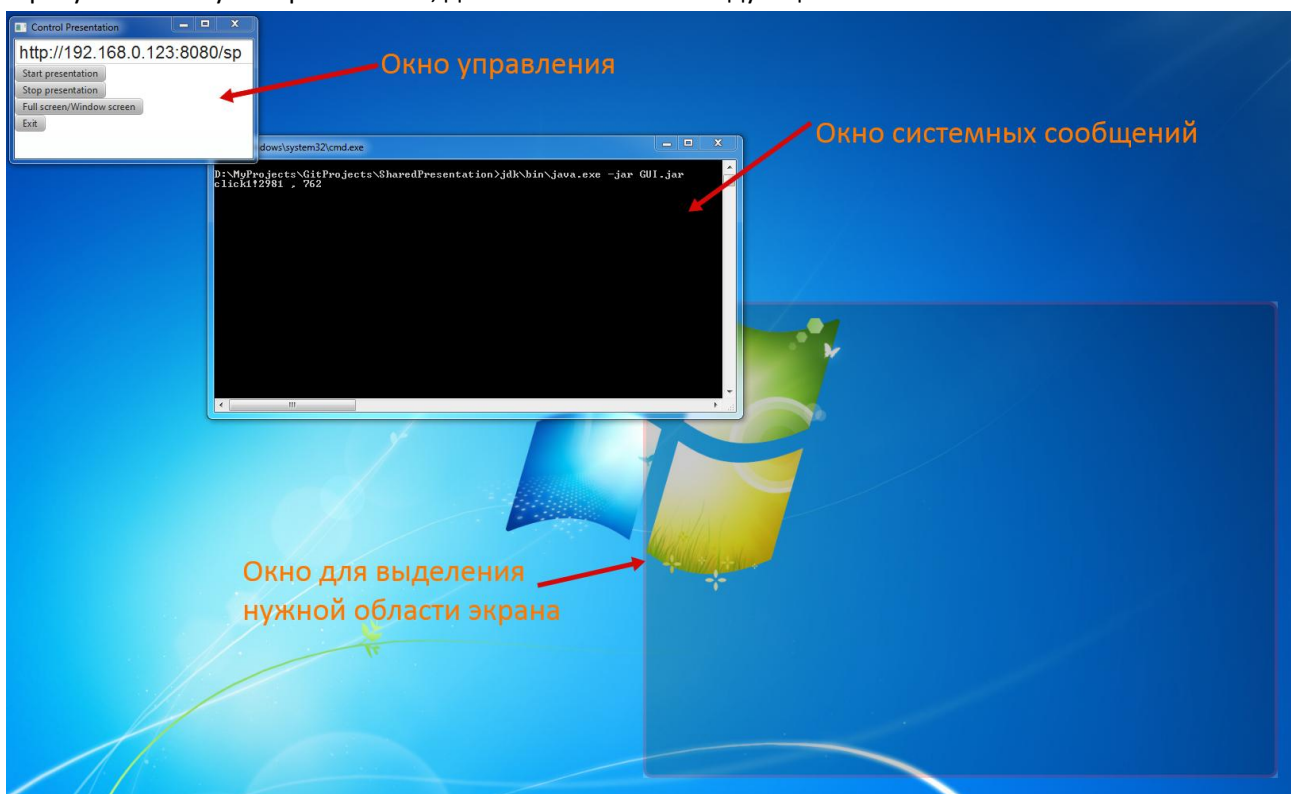 Control Presentation
http://192.168.0.123:8080/sp
Start presentation
Stop presentation
Full screen/Window screen
Exit
Окно управления
Окно системных сообщений
dows\system32\cmd.exe
D:\MyProjects\GitProjects\SharedPresentation>jdk\bin\java.exe -jar GUI.jar
click1!2981 , 762
Окно для выделения
нужной области экрана